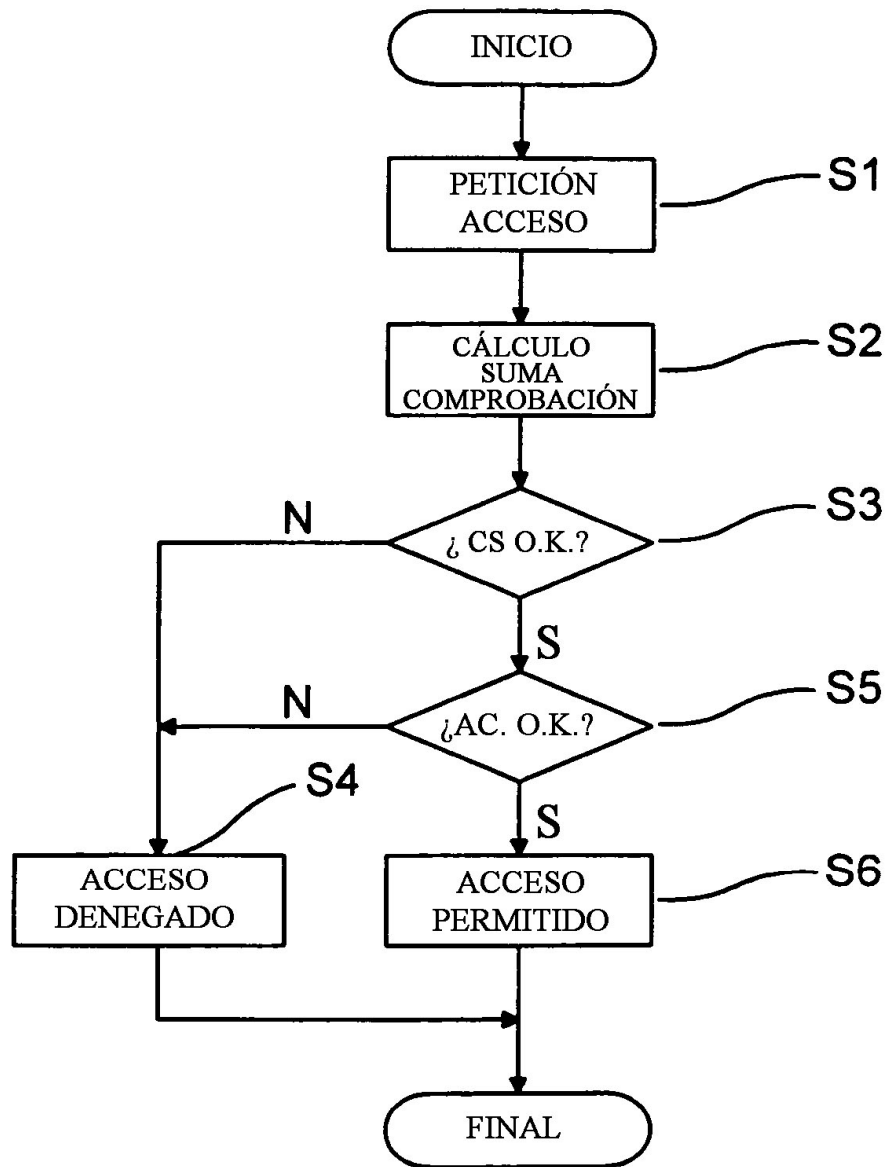 INICIO
PETICIÓN
ACCESO
S1
CÁLCULO
SUMA
COMPROBACIÓN
S2
¿ CS O.K.?
S3
N
S
¿AC. O.K.?
S5
N
S
S4
ACCESO
DENEGADO
ACCESO
PERMITIDO
S6
FINAL